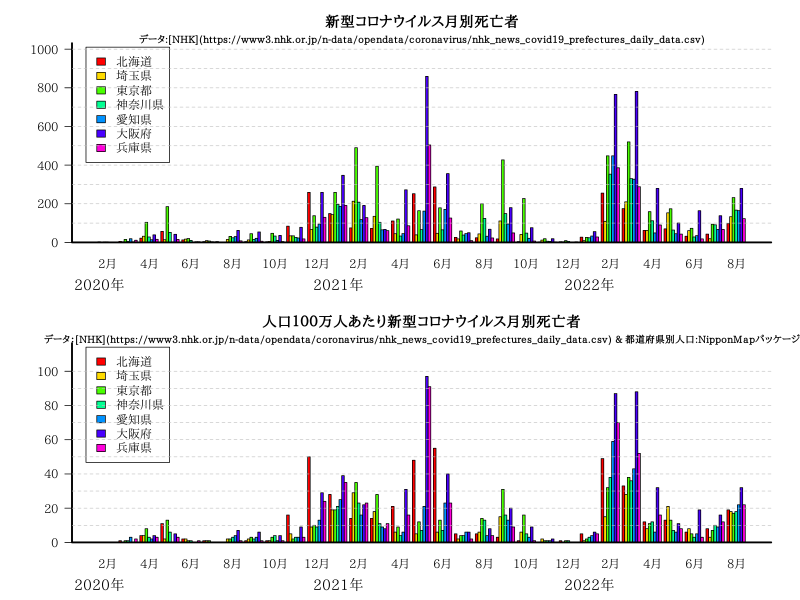 新型コロナウイルス月別死亡者
データ:[NHK](https://www3.nhk.or.jp/n-data/opendata/coronavirus/nhk_news_covid19_prefectures_daily_data.csv)
1000
800
600
400
200
0
北海道
埼玉県
東京都
神奈川県
愛知県
大阪府
兵庫県
2月 4月 6月 8月 10月 12月 2月 4月 6月 8月 10月 12月 2月 4月 6月 8月
2020年 2021年 2022年
人口100万人あたり新型コロナウイルス月別死亡者
データ:[NHK](https://www3.nhk.or.jp/n-data/opendata/coronavirus/nhk_news_covid19_prefectures_daily_data.csv) & 都道府県別人口:NipponMapパッケージ
100
80
60
40
20
0
北海道
埼玉県
東京都
神奈川県
愛知県
大阪府
兵庫県
2月 4月 6月 8月 10月 12月 2月 4月 6月 8月 10月 12月 2月 4月 6月 8月
2020年 2021年 2022年